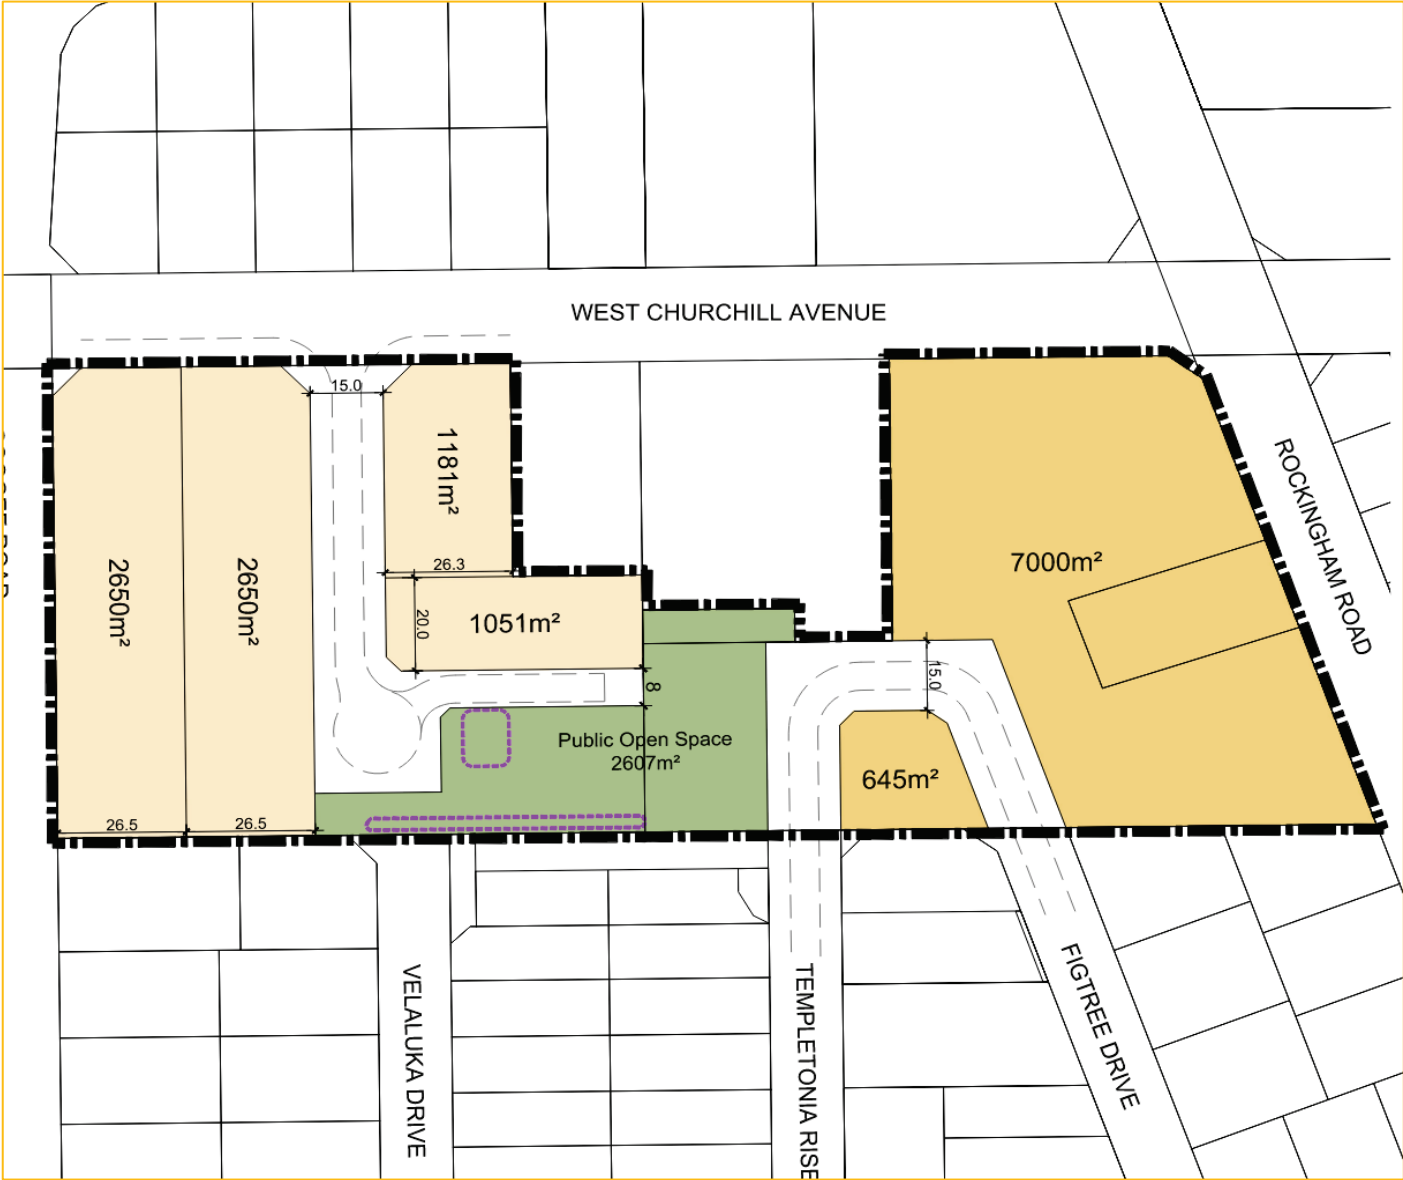 WEST CHURCHILL AVENUE
15.0
1181m²
ROCKINGHAM ROAD
2650m²
2650m²
26.3
7000m²
20.0
1051m²
15.0
8
Public Open Space
2607m²
645m²
26.5
26.5
VELALUKA DRIVE
TEMPLETONIA RISE
FIGTREE DRIVE